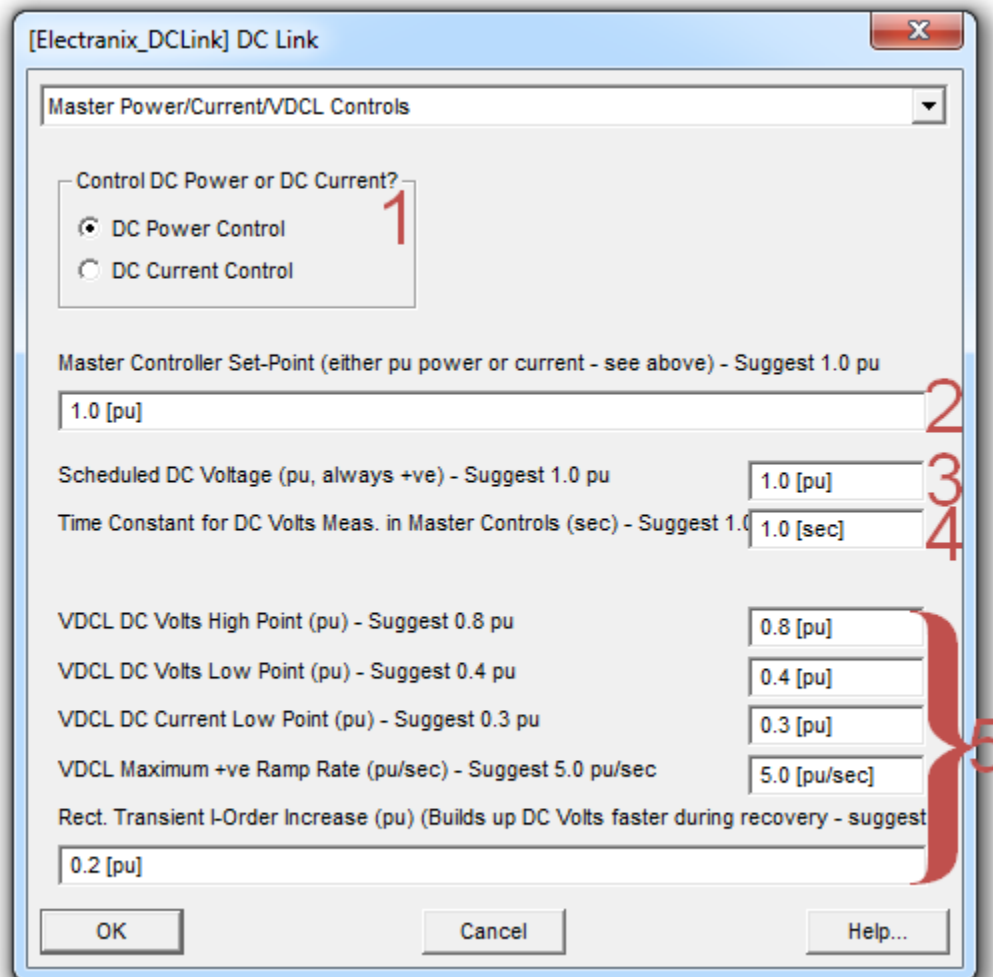 [Electranix_DCLink] DC Link
Master Power/Current/VDCL Controls
Control DC Power or DC Current?
1
DC Power Control
DC Current Control
Master Controller Set-Point (either pu power or current - see above) - Suggest 1.0 pu
1.0 [pu]
2
Scheduled DC Voltage (pu, always +ve) - Suggest 1.0 pu
1.0 [pu]
3
Time Constant for DC Volts Meas. in Master Controls (sec) - Suggest 1.0
1.0 [sec]
4
VDCL DC Volts High Point (pu) - Suggest 0.8 pu
0.8 [pu]
VDCL DC Volts Low Point (pu) - Suggest 0.4 pu
0.4 [pu]
VDCL DC Current Low Point (pu) - Suggest 0.3 pu
0.3 [pu]
5
VDCL Maximum +ve Ramp Rate (pu/sec) - Suggest 5.0 pu/sec
5.0 [pu/sec]
Rect. Transient I-Order Increase (pu) (Builds up DC Volts faster during recovery - suggest
0.2 [pu]
OK
Cancel
Help...